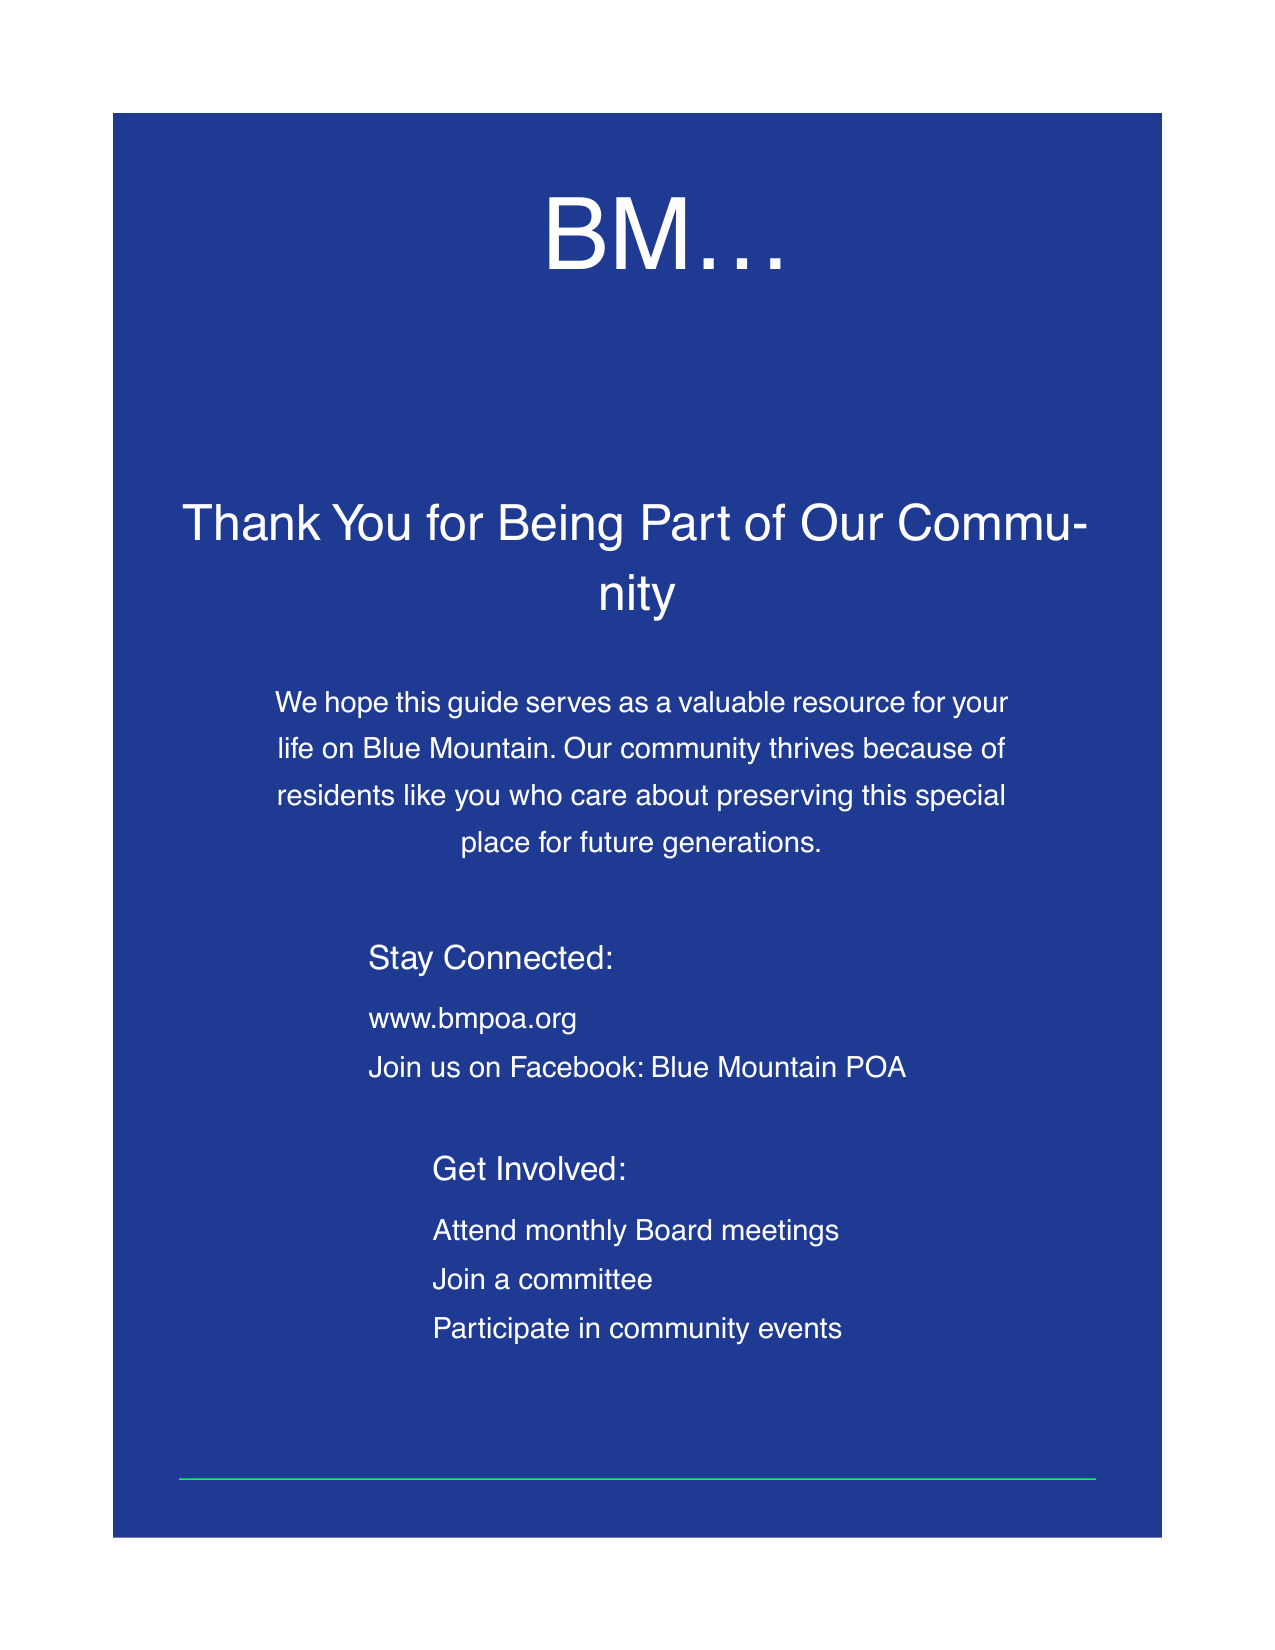 BM…
Thank You for Being Part of Our Commu-
nity
We hope this guide serves as a valuable resource for your
life on Blue Mountain. Our community thrives because of
residents like you who care about preserving this special
place for future generations.
Stay Connected:
www.bmpoa.org
Join us on Facebook: Blue Mountain POA
Get Involved:
Attend monthly Board meetings
Join a committee
Participate in community events